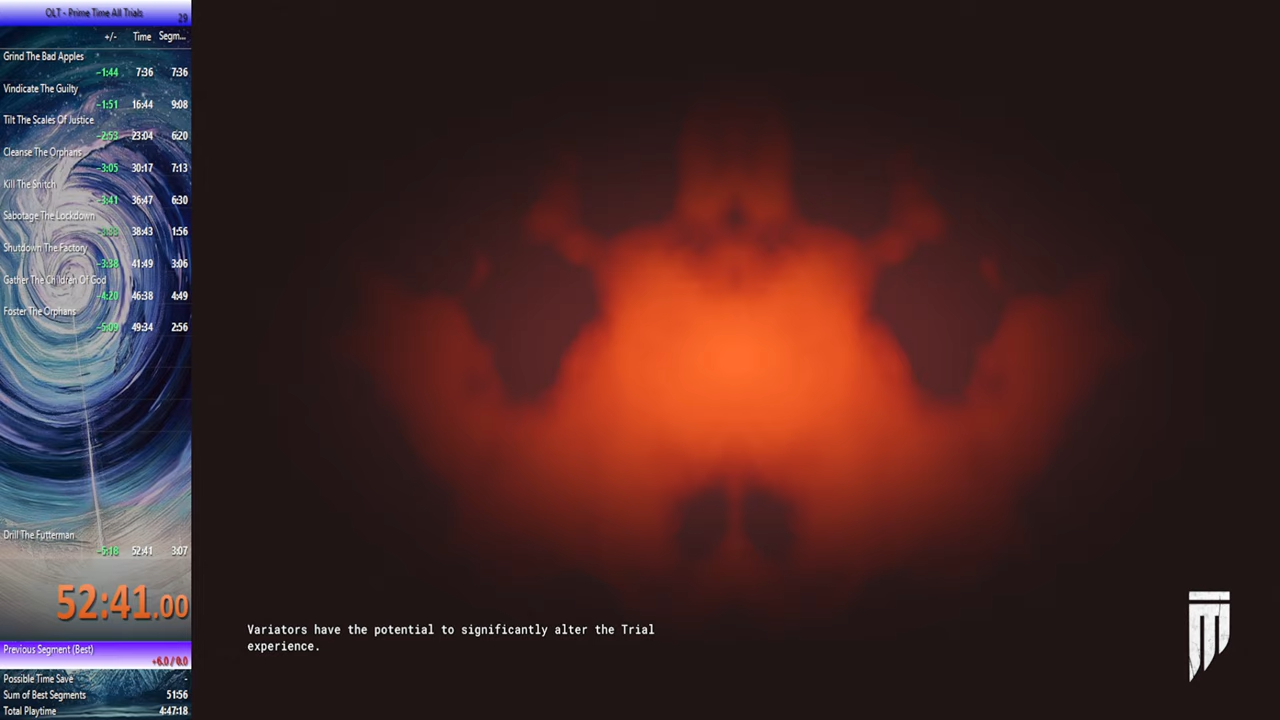 OLT - Prime Time All Trials
29
+/- Time Segm...
Grind The Bad Apples
-1:44 7:36 7:36
Vindicate The Guilty
-1:51 16:44 9:08
Tilt The Scales Of Justice
-2:53 23:04 6:20
Cleanse The Orphans
-3:05 30:17 7:13
Kill The Snitch
-3:41 36:47 6:30
Sabotage The Lockdown
38:43 1:56
Shutdown The Factory
-3:38 41:49 3:06
Gather The Children Of God
-4:20 46:38 4:49
Foster The Orphans
-5:09 49:34 2:56
Drill The Futterman
-5:18 52:41 3:07
52:41.00
Previous Segment (Best)
+6.0 / 0.0
Possible Time Save -
Sum of Best Segments 51:56
Total Playtime 4:47:18
Variators have the potential to significantly alter the Trial
experience.